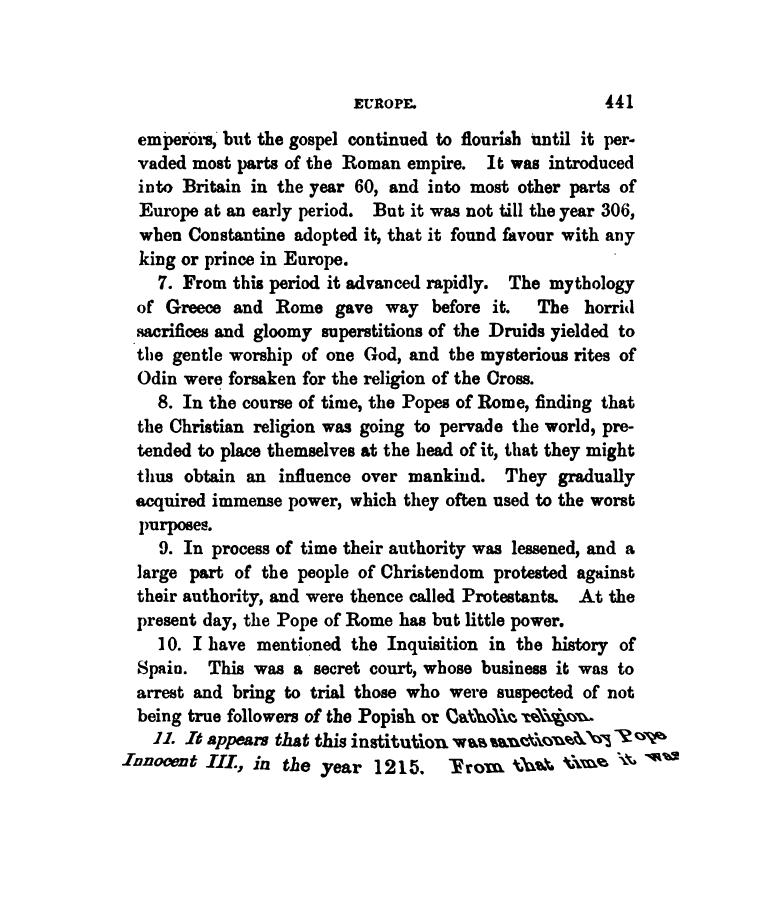 EUROPE. 441
emperors, but the gospel continued to flourish until it per-
vaded most parts of the Roman empire. It was introduced
into Britain in the year 60, and into most other parts of
Europe at an early period. But it was not till the year 306,
when Constantine adopted it, that it found favour with any
king or prince in Europe.
7. From this period it advanced rapidly. The mythology
of Greece and Rome gave way before it. The horrid
sacrifices and gloomy superstitions of the Druids yielded to
the gentle worship of one God, and the mysterious rites of
Odin were forsaken for the religion of the Cross.
8. In the course of time, the Popes of Rome, finding that
the Christian religion was going to pervade the world, pre-
tended to place themselves at the head of it, that they might
thus obtain an influence over mankind. They gradually
acquired immense power, which they often used to the worst
purposes.
9. In process of time their authority was lessened, and a
large part of the people of Christendom protested against
their authority, and were thence called Protestants. At the
present day, the Pope of Rome has but little power.
10. I have mentioned the Inquisition in the history of
Spain. This was a secret court, whose business it was to
arrest and bring to trial those who were suspected of not
being true followers of the Popish or Catholic religion.
11. It appears that this institution was sanctioned by Pope
Innocent III., in the year 1215. From that time it was